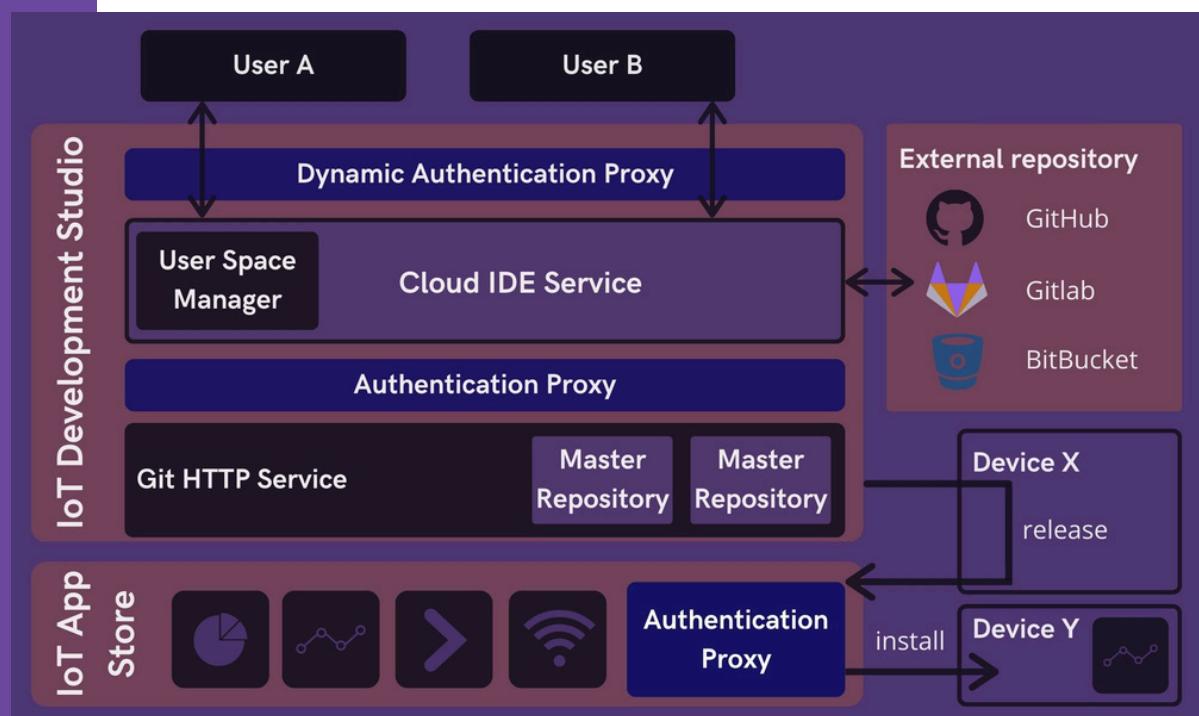 User A
User B
IoT Development Studio
Dynamic Authentication Proxy
User Space
Manager
Cloud IDE Service
Authentication Proxy
Git HTTP Service
Master
Repository
Master
Repository
External repository
GitHub
Gitlab
BitBucket
Device X
release
IoT App
Store
Authentication
Proxy
install
Device Y